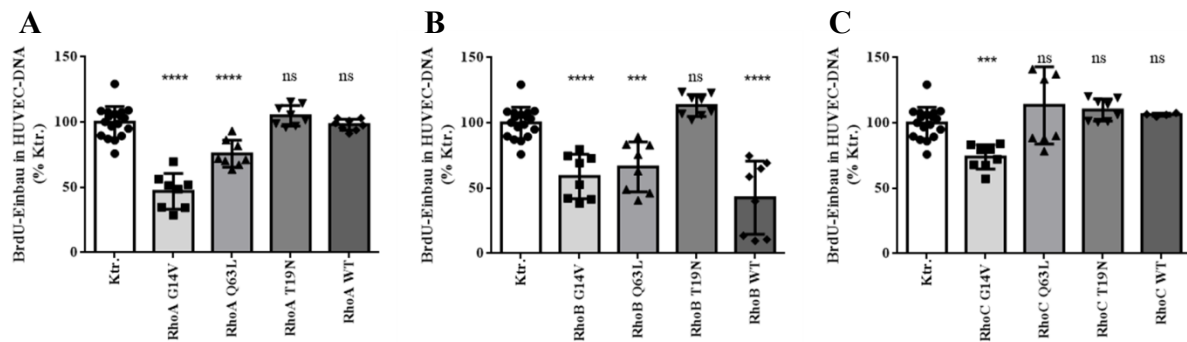 A
BrdU-Einbau in HUVEC-DNA
(% Ktr.)
150
100
50
0
****
****
ns
ns
Ktr.
RhoA G14V
RhoA Q63L
RhoA T19N
RhoA WT
B
BrdU-Einbau in HUVEC-DNA
(% Ktr.)
150
100
50
0
****
***
ns
****
Ktr.
RhoB G14V
RhoB Q63L
RhoB T19N
RhoB WT
C
BrdU-Einbau in HUVEC-DNA
(% Ktr.)
150
100
50
0
***
ns
ns
ns
Ktr.
RhoC G14V
RhoC Q63L
RhoC T19N
RhoC WT